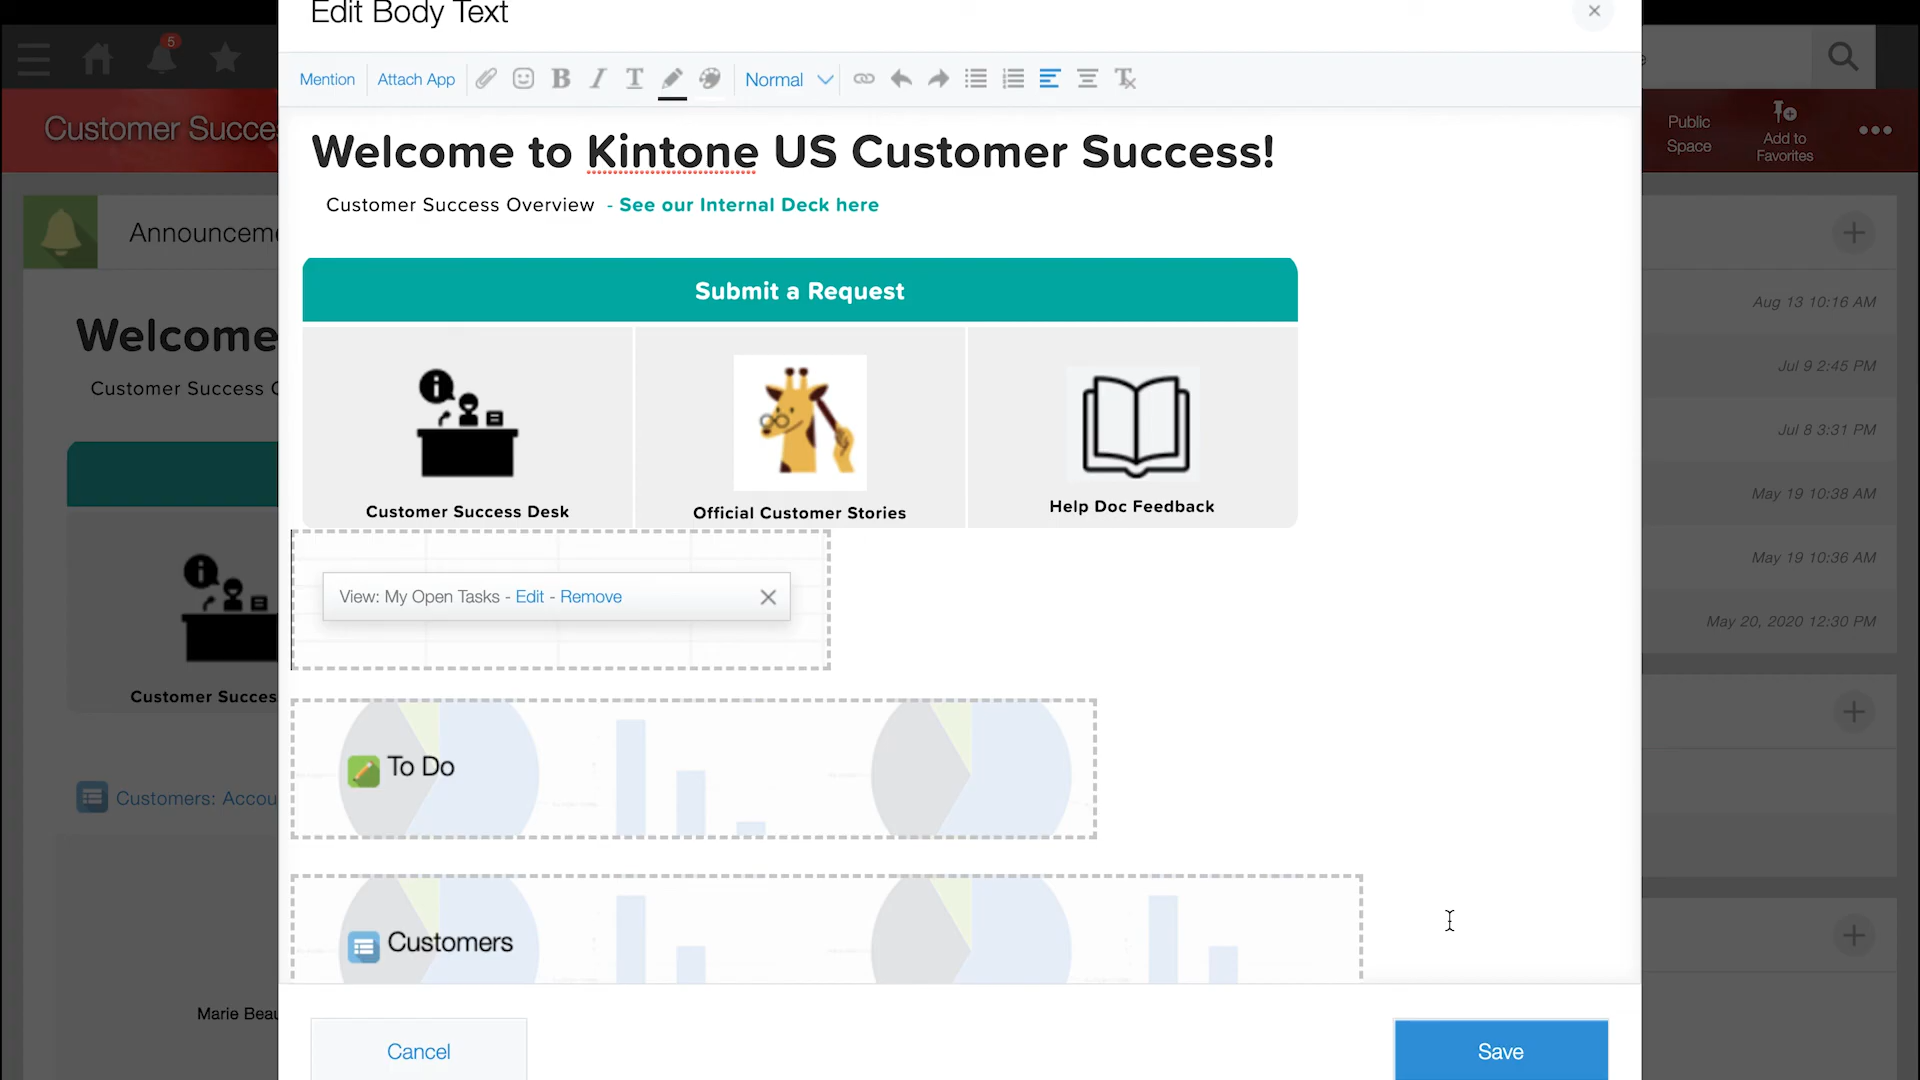 Edit Body Text
5
Mention
Attach App
B
I
T
Normal
Customer Succe
Public
Space
Add to
Favorites
Welcome to Kintone US Customer Success!
Customer Success Overview - See our Internal Deck here
Announceme
Submit a Request
Aug 13 10:16 AM
Welcome
Jul 9 2:45 PM
Customer Success
Jul 8 3:31 PM
May 19 10:38 AM
Customer Success Desk
Official Customer Stories
Help Doc Feedback
May 19 10:36 AM
View: My Open Tasks - Edit - Remove
May 20, 2020 12:30 PM
Customer Succes
To Do
Customers: Accou
Customers
Marie Beau
Cancel
Save